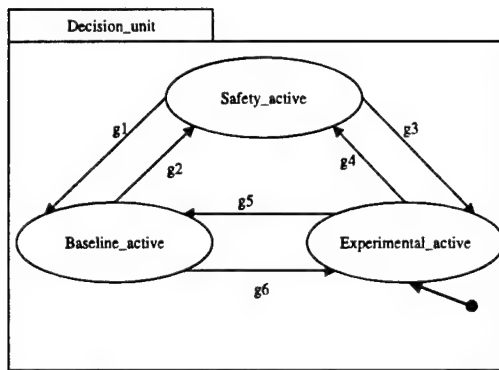 Decision_unit
Safety_active
g1
g3
g2
g4
g5
Baseline_active
Experimental_active
g6